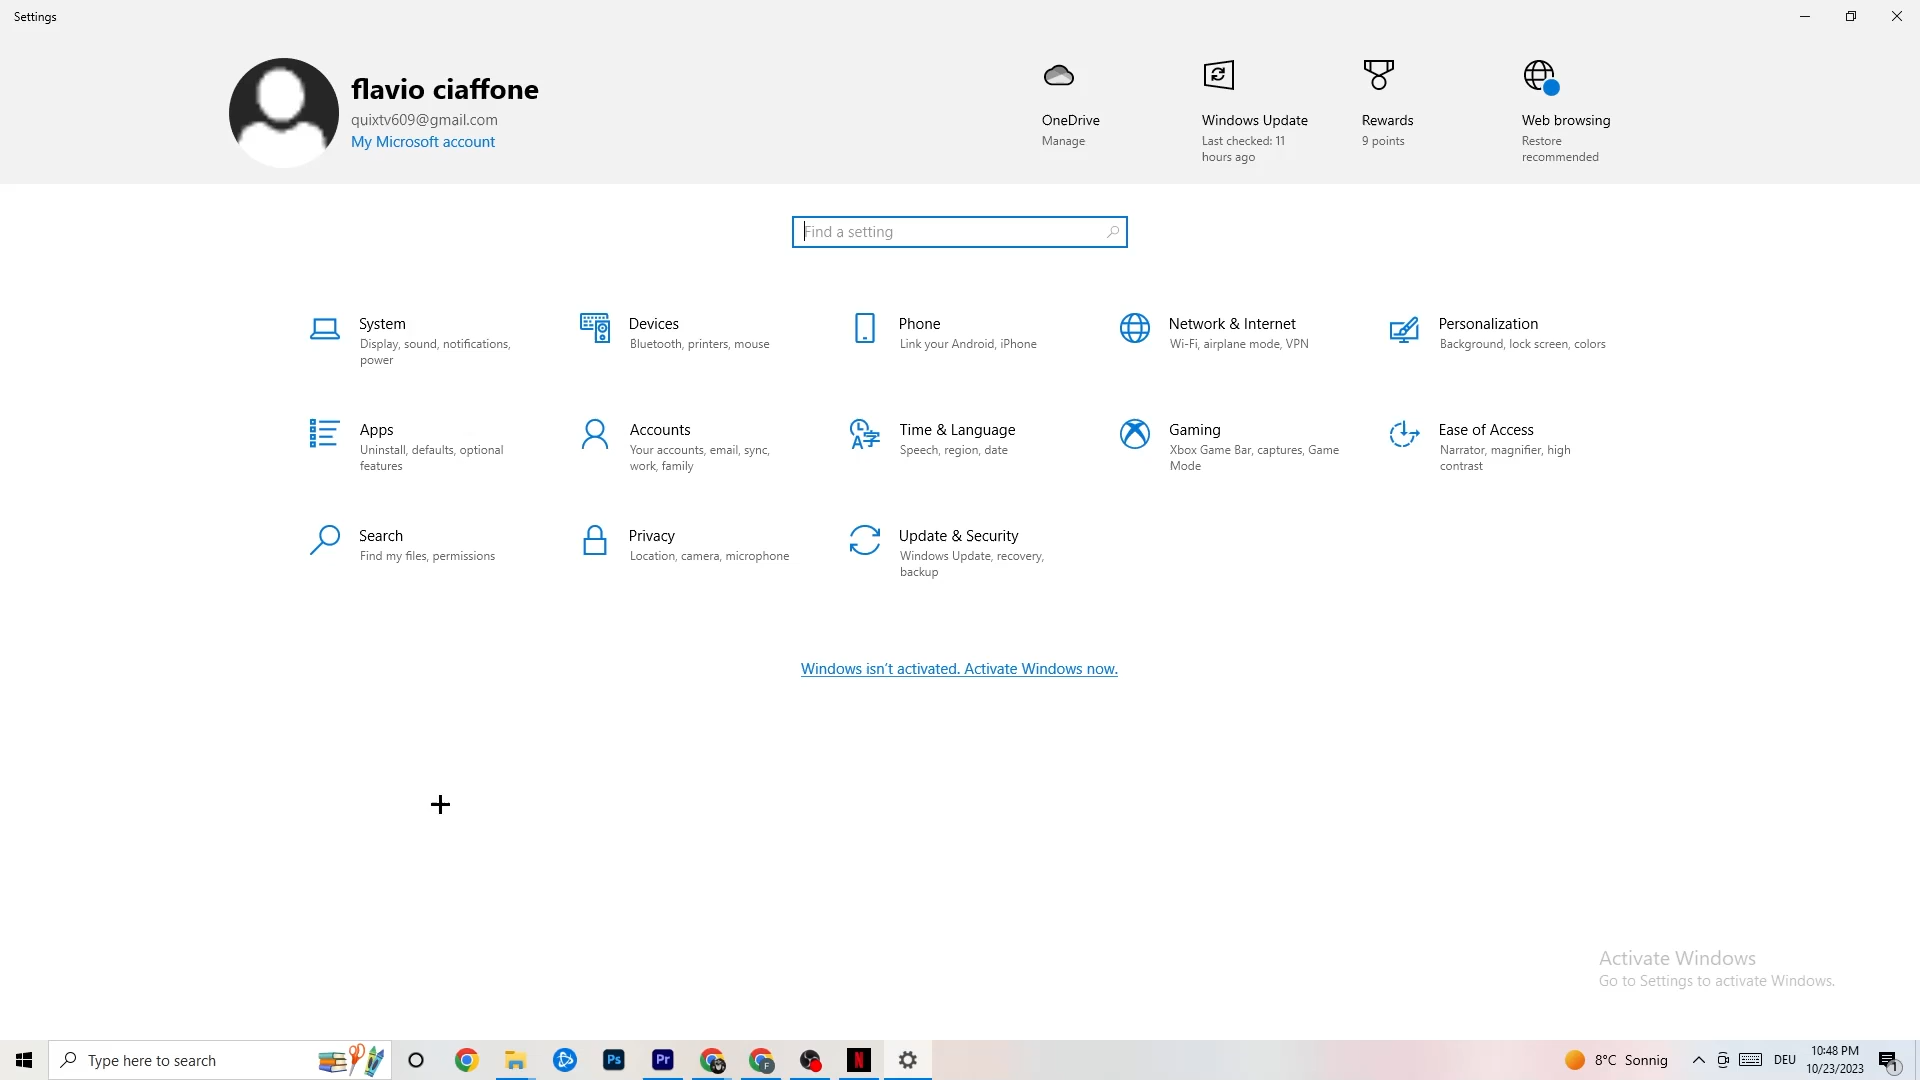 Settings
flavio ciaffone
quixtv609@gmail.com
My Microsoft account
OneDrive
Manage
Windows Update
Last checked: 11
hours ago
Rewards
9 points
Web browsing
Restore
recommended
Find a setting
System
Display, sound, notifications,
power
Devices
Bluetooth, printers, mouse
Phone
Link your Android, iPhone
Network & Internet
Wi-Fi, airplane mode, VPN
Personalization
Background, lock screen, colors
Apps
Uninstall, defaults, optional
features
Accounts
Your accounts, email, sync,
work, family
Time & Language
Speech, region, date
Gaming
Xbox Game Bar, captures, Game
Mode
Ease of Access
Narrator, magnifier, high
contrast
Search
Find my files, permissions
Privacy
Location, camera, microphone
Update & Security
Windows Update, recovery,
backup
Windows isn't activated. Activate Windows now.
Activate Windows
Go to Settings to activate Windows.
Type here to search
Ps
Pr
F
N
8°C Sonnig
DEU
10:48 PM
10/23/2023
1